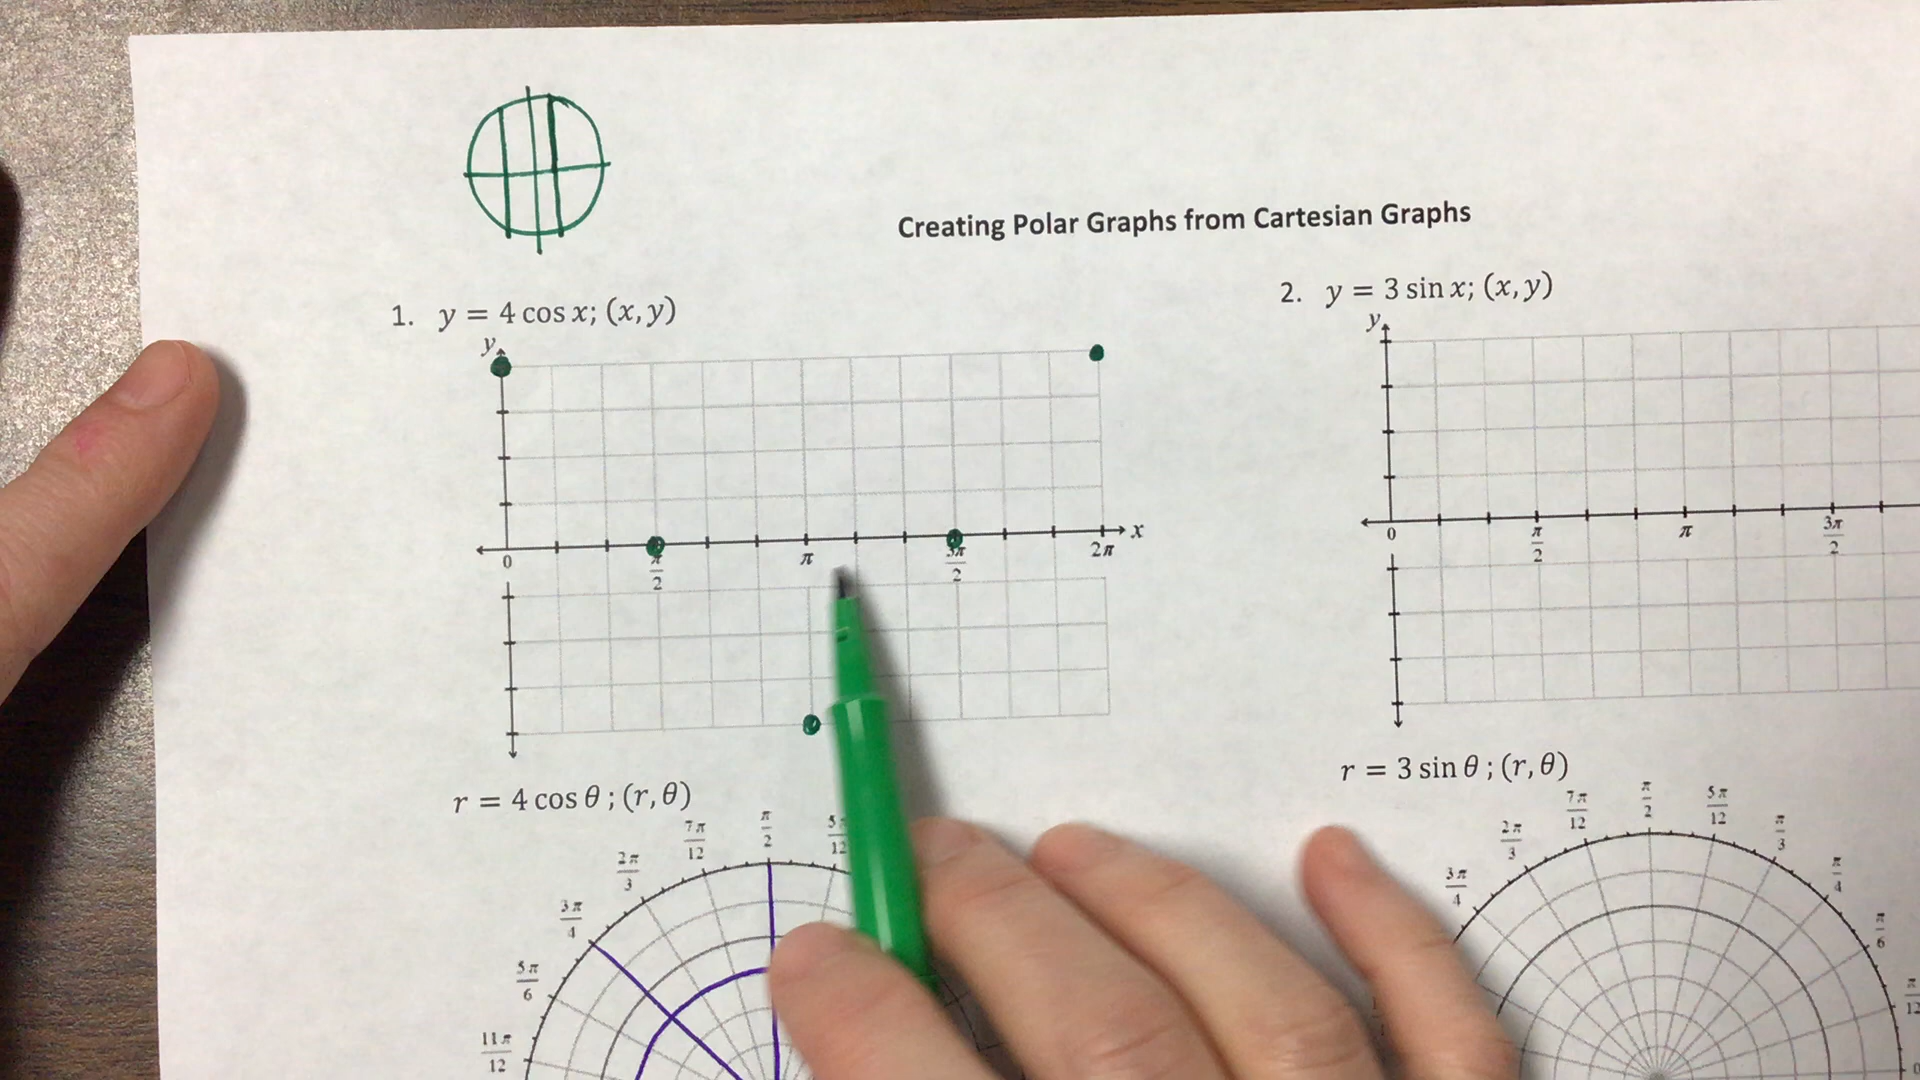 Creating Polar Graphs from Cartesian Graphs
1. y = 4 cos x; (x, y)
y
x
0
π/2
π
3π/2
2π
r = 4 cos θ ; (r, θ)
11π/12
5π/6
3π/4
2π/3
7π/12
π/2
2. y = 3 sin x; (x, y)
y
0
π/2
π
3π/2
r = 3 sin θ ; (r, θ)
3π/4
2π/3
7π/12
π/2
5π/12
π/3
π/4
π/6
π/12